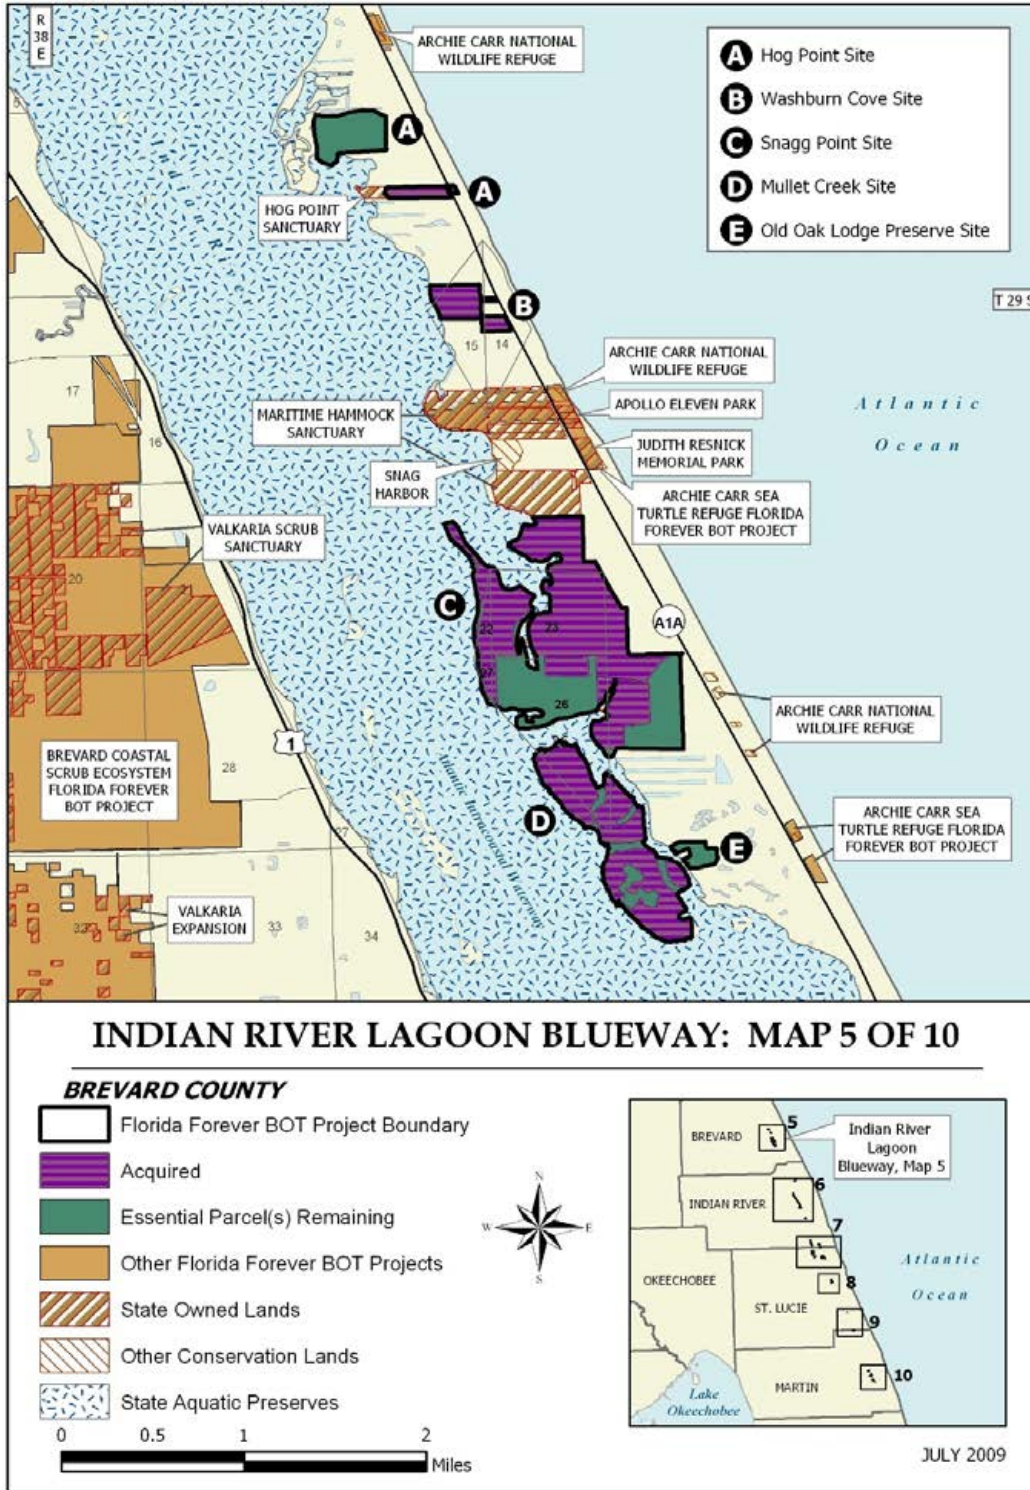 R
38
E
ARCHIE CARR NATIONAL
WILDLIFE REFUGE
A Hog Point Site
B Washburn Cove Site
C Snagg Point Site
D Mullet Creek Site
E Old Oak Lodge Preserve Site
A
A
HOG POINT
SANCTUARY
B
T 29 S
15
14
17
16
ARCHIE CARR NATIONAL
WILDLIFE REFUGE
APOLLO ELEVEN PARK
MARITIME HAMMOCK
SANCTUARY
JUDITH RESNICK
MEMORIAL PARK
SNAG
HARBOR
ARCHIE CARR SEA
TURTLE REFUGE FLORIDA
FOREVER BOT PROJECT
Atlantic
Ocean
VALKARIA SCRUB
SANCTUARY
20
C
22
23
A1A
27
26
ARCHIE CARR NATIONAL
WILDLIFE REFUGE
1
BREVARD COASTAL
SCRUB ECOSYSTEM
FLORIDA FOREVER
BOT PROJECT
28
Atlantic Intracoastal Waterway
D
E
ARCHIE CARR SEA
TURTLE REFUGE FLORIDA
FOREVER BOT PROJECT
27
VALKARIA
EXPANSION
32
33
34
INDIAN RIVER LAGOON BLUEWAY: MAP 5 OF 10
BREVARD COUNTY
Florida Forever BOT Project Boundary
Acquired
Essential Parcel(s) Remaining
Other Florida Forever BOT Projects
State Owned Lands
Other Conservation Lands
State Aquatic Preserves
0 0.5 1 2
Miles
N
W E
S
BREVARD
5
Indian River
Lagoon
Blueway, Map 5
6
INDIAN RIVER
7
OKEECHOBEE
8
ST. LUCIE
9
MARTIN
10
Atlantic
Ocean
Lake
Okeechobee
JULY 2009